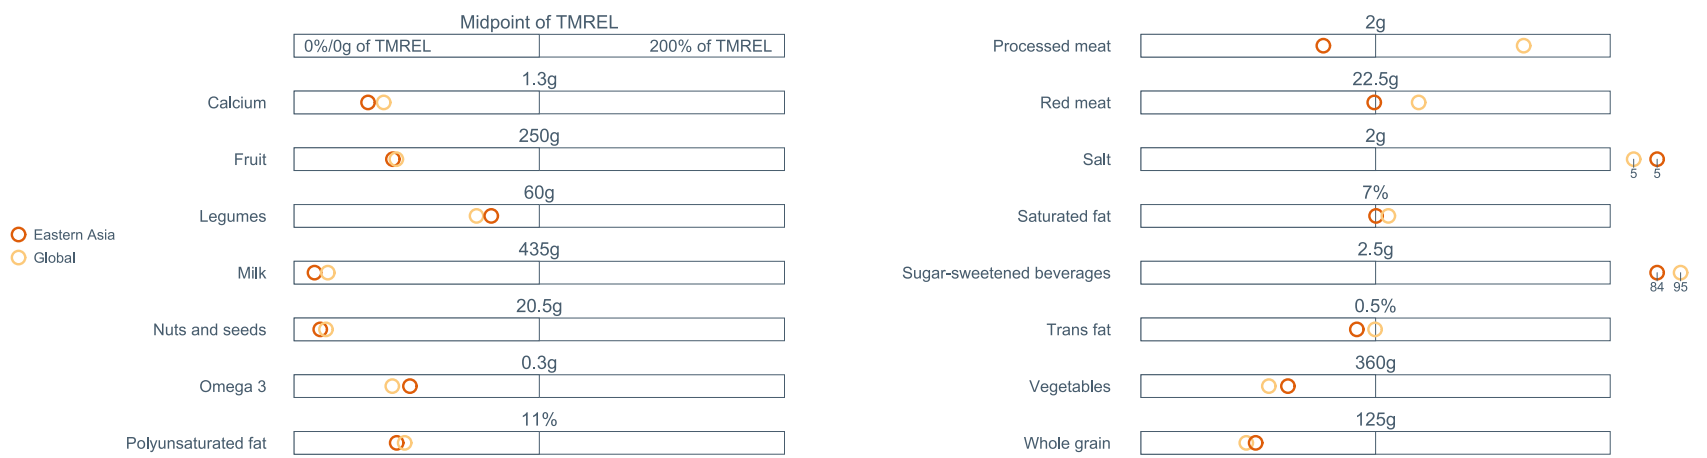 Midpoint of TMREL
0%/0g of TMREL 200% of TMREL
1.3g
Calcium
250g
Fruit
60g
Legumes
435g
Milk
20.5g
Nuts and seeds
0.3g
Omega 3
11%
Polyunsaturated fat
Eastern Asia
Global
2g
Processed meat
22.5g
Red meat
2g
Salt
5 5
7%
Saturated fat
2.5g
Sugar-sweetened beverages
84 95
0.5%
Trans fat
360g
Vegetables
125g
Whole grain